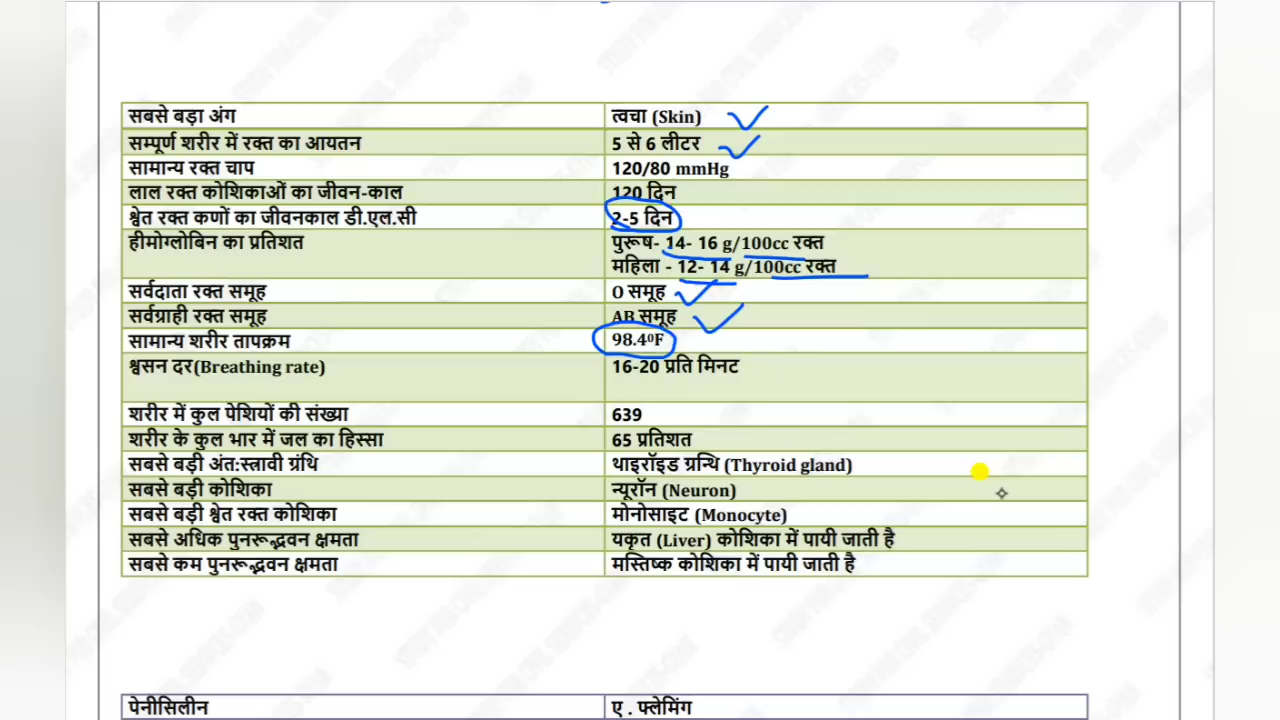 सबसे बड़ा अंग त्वचा (Skin)
सम्पूर्ण शरीर में रक्त का आयतन 5 से 6 लीटर
सामान्य रक्त चाप 120/80 mmHg
लाल रक्त कोशिकाओं का जीवन-काल 120 दिन
श्वेत रक्त कणों का जीवनकाल डी.एल.सी 2-5 दिन
हीमोग्लोबिन का प्रतिशत पुरूष- 14- 16 g/100cc रक्त
महिला - 12- 14 g/100cc रक्त
सर्वदाता रक्त समूह O समूह
सर्वग्राही रक्त समूह AB समूह
सामान्य शरीर तापक्रम 98.4⁰F
श्वसन दर(Breathing rate) 16-20 प्रति मिनट
शरीर में कुल पेशियों की संख्या 639
शरीर के कुल भार में जल का हिस्सा 65 प्रतिशत
सबसे बड़ी अंत:स्त्रावी ग्रंथि थाइरॉइड ग्रन्थि (Thyroid gland)
सबसे बड़ी कोशिका न्यूरॉन (Neuron)
सबसे बड़ी श्वेत रक्त कोशिका मोनोसाइट (Monocyte)
सबसे अधिक पुनरूद्भवन क्षमता यकृत (Liver) कोशिका में पायी जाती है
सबसे कम पुनरूद्भवन क्षमता मस्तिष्क कोशिका में पायी जाती है
पेनीसिलीन ए . फ्लेमिंग